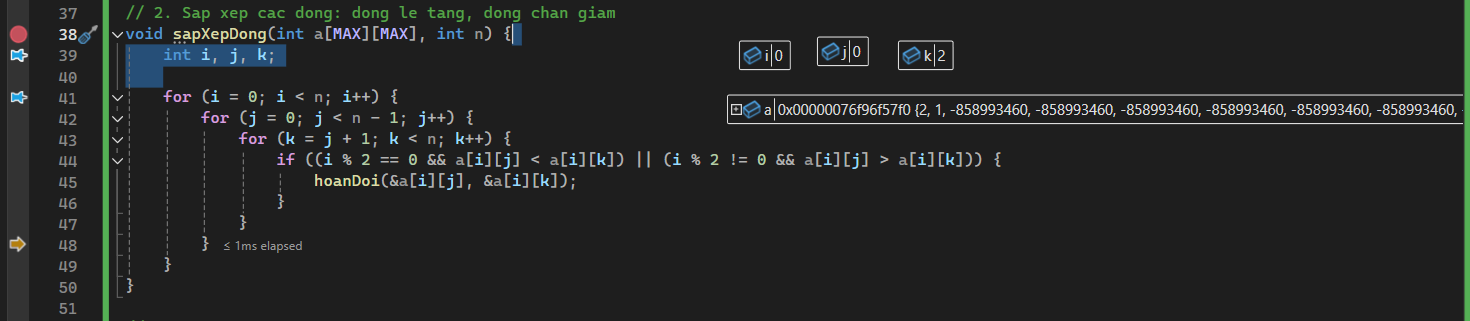 37 // 2. Sap xep cac dong: dong le tang, dong chan giam
38 void sapXepDong(int a[MAX][MAX], int n) {
39 int i, j, k;
i 0 j 0 k 2
40
41 for (i = 0; i < n; i++) {
a 0x00000076f96f57f0 {2, 1, -858993460, -858993460, -858993460, -858993460, -858993460, -858993460, -
42 for (j = 0; j < n - 1; j++) {
43 for (k = j + 1; k < n; k++) {
44 if ((i % 2 == 0 && a[i][j] < a[i][k]) || (i % 2 != 0 && a[i][j] > a[i][k])) {
45 hoanDoi(&a[i][j], &a[i][k]);
46 }
47 }
48 } ≤ 1ms elapsed
49 }
50 }
51